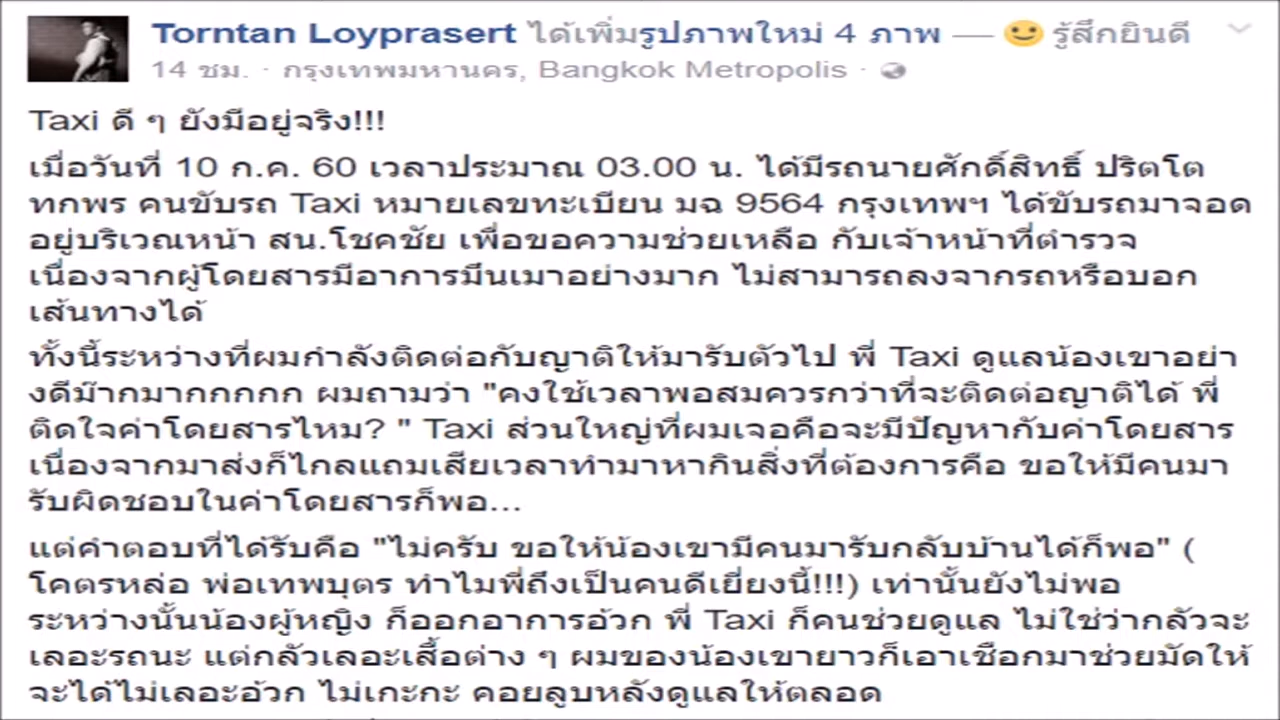 Torntan Loyprasert ได้เพิ่มรูปภาพใหม่ 4 ภาพ — รู้สึกยินดี
14 ชม. · กรุงเทพมหานคร, Bangkok Metropolis ·
Taxi ดี ๆ ยังมีอยู่จริง!!!
เมื่อวันที่ 10 ก.ค. 60 เวลาประมาณ 03.00 น. ได้มีรถนายศักดิ์สิทธิ์ ปริตโต
ทกพร คนขับรถ Taxi หมายเลขทะเบียน มฉ 9564 กรุงเทพฯ ได้ขับรถมาจอด
อยู่บริเวณหน้า สน.โชคชัย เพื่อขอความช่วยเหลือ กับเจ้าหน้าที่ตำรวจ
เนื่องจากผู้โดยสารมีอาการมึนเมาอย่างมาก ไม่สามารถลงจากรถหรือบอก
เส้นทางได้
ทั้งนี้ระหว่างที่ผมกำลังติดต่อกับญาติให้มารับตัวไป พี่ Taxi ดูแลน้องเขาอย่า
งดีม๊ากมากกกกก ผมถามว่า "คงใช้เวลาพอสมควรกว่าที่จะติดต่อญาติได้ พี่
ติดใจค่าโดยสารไหม? " Taxi ส่วนใหญ่ที่ผมเจอคือจะมีปัญหากับค่าโดยสาร
เนื่องจากมาส่งก็ไกลแถมเสียเวลาทำมาหากินสิ่งที่ต้องการคือ ขอให้มีคนมา
รับผิดชอบในค่าโดยสารก็พอ...
แต่คำตอบที่ได้รับคือ "ไม่ครับ ขอให้น้องเขามีคนมารับกลับบ้านได้ก็พอ" (
โคตรหล่อ พ่อเทพบุตร ทำไมพี่ถึงเป็นคนดีเยี่ยงนี้!!!) เท่านั้นยังไม่พอ
ระหว่างนั้นน้องผู้หญิง ก็ออกอาการอ้วก พี่ Taxi ก็คนช่วยดูแล ไม่ใช่ว่ากลัวจะ
เลอะรถนะ แต่กลัวเลอะเสื้อต่าง ๆ ผมของน้องเขายาวก็เอาเชือกมาช่วยมัดให้
จะได้ไม่เลอะอ้วก ไม่เกะกะ คอยลูบหลังดูแลให้ตลอด